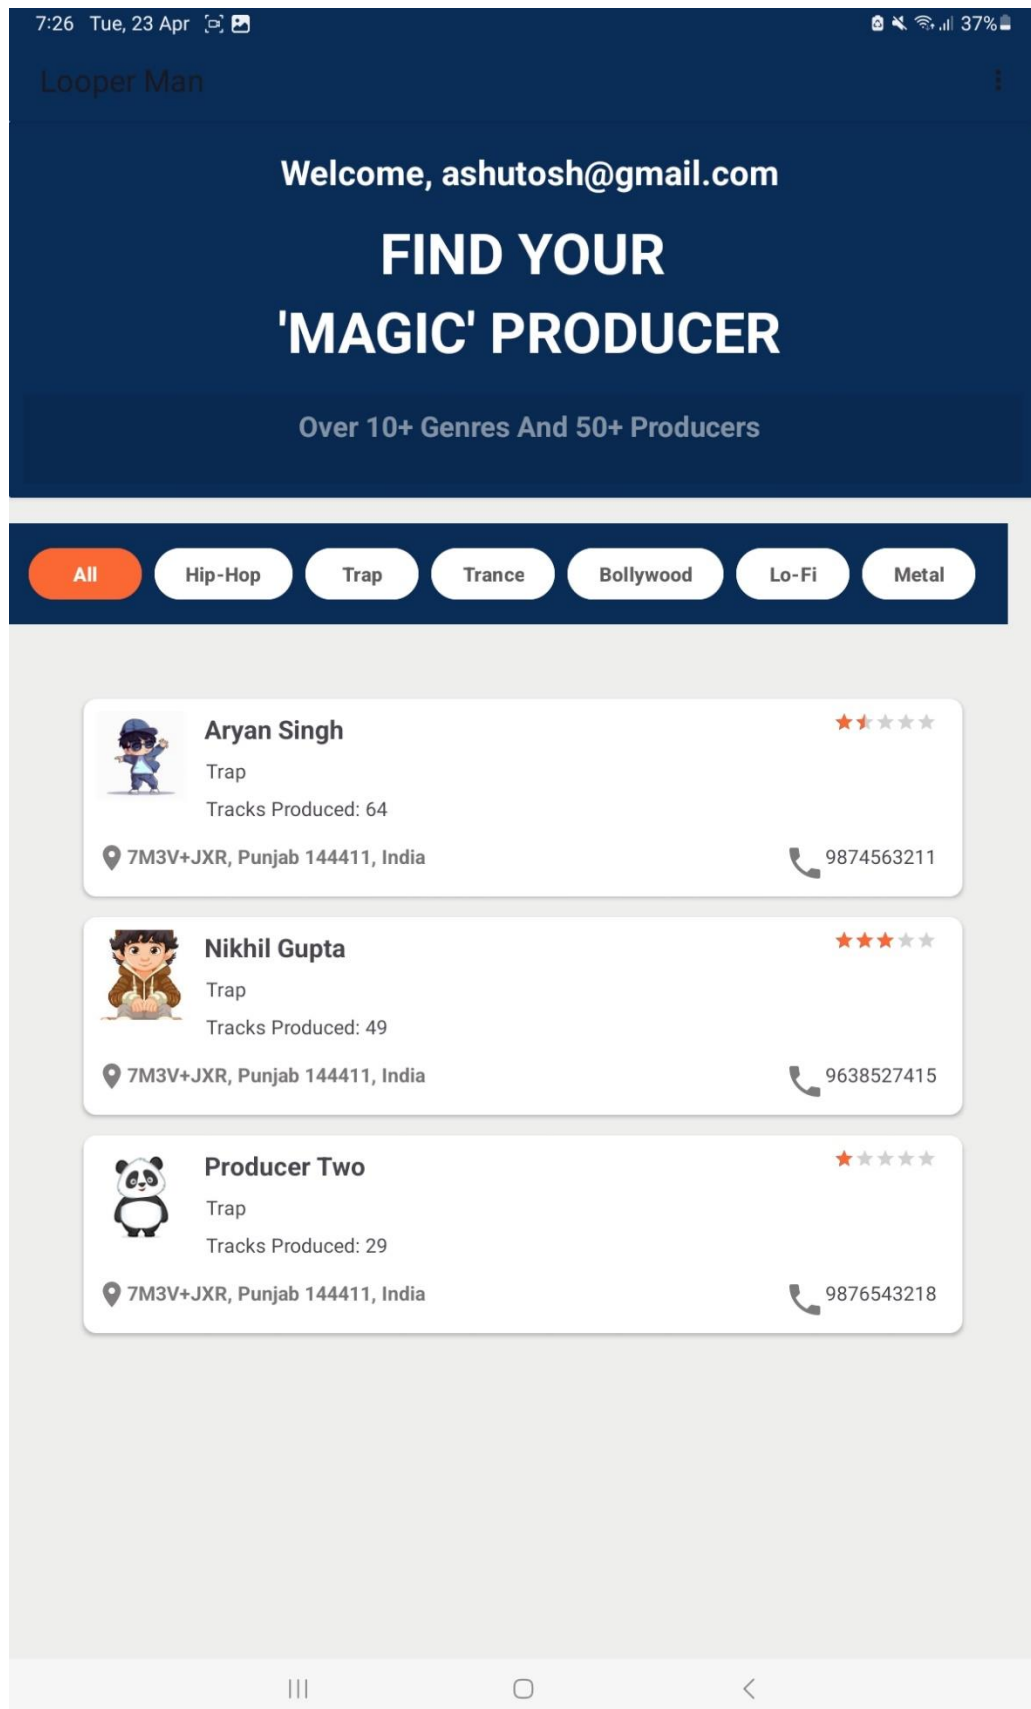 7:26 Tue, 23 Apr 37%
Looper Man
Welcome, ashutosh@gmail.com
FIND YOUR
'MAGIC' PRODUCER
Over 10+ Genres And 50+ Producers
All Hip-Hop Trap Trance Bollywood Lo-Fi Metal
Aryan Singh
Trap
Tracks Produced: 64
7M3V+JXR, Punjab 144411, India 9874563211
Nikhil Gupta
Trap
Tracks Produced: 49
7M3V+JXR, Punjab 144411, India 9638527415
Producer Two
Trap
Tracks Produced: 29
7M3V+JXR, Punjab 144411, India 9876543218